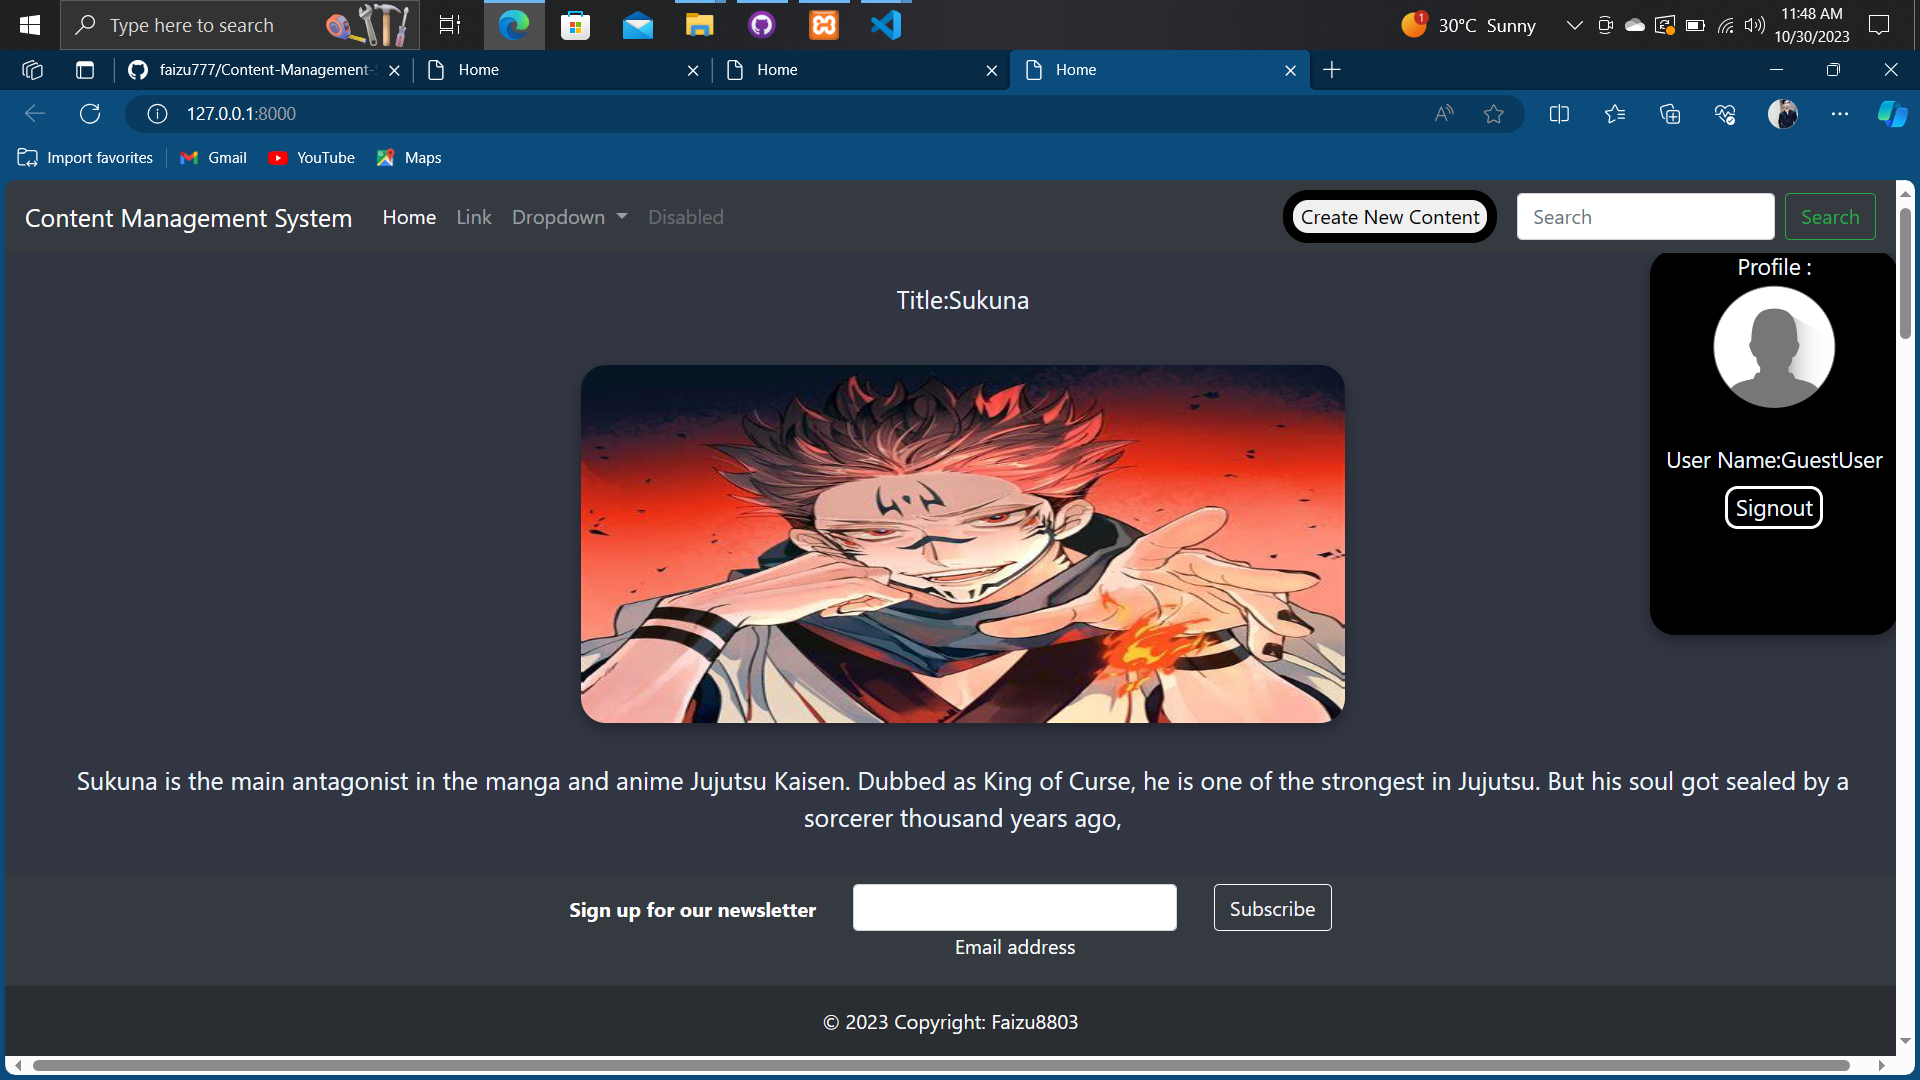 Type here to search
1
30°C Sunny
11:48 AM
10/30/2023
faizu777/Content-Management-
Home
Home
Home
127.0.0.1:8000
Import favorites
Gmail
YouTube
Maps
Content Management System
Home
Link
Dropdown
Disabled
Create New Content
Search
Search
Profile :
Title:Sukuna
User Name:GuestUser
Signout
Sukuna is the main antagonist in the manga and anime Jujutsu Kaisen. Dubbed as King of Curse, he is one of the strongest in Jujutsu. But his soul got sealed by a
sorcerer thousand years ago,
Sign up for our newsletter
Subscribe
Email address
© 2023 Copyright: Faizu8803